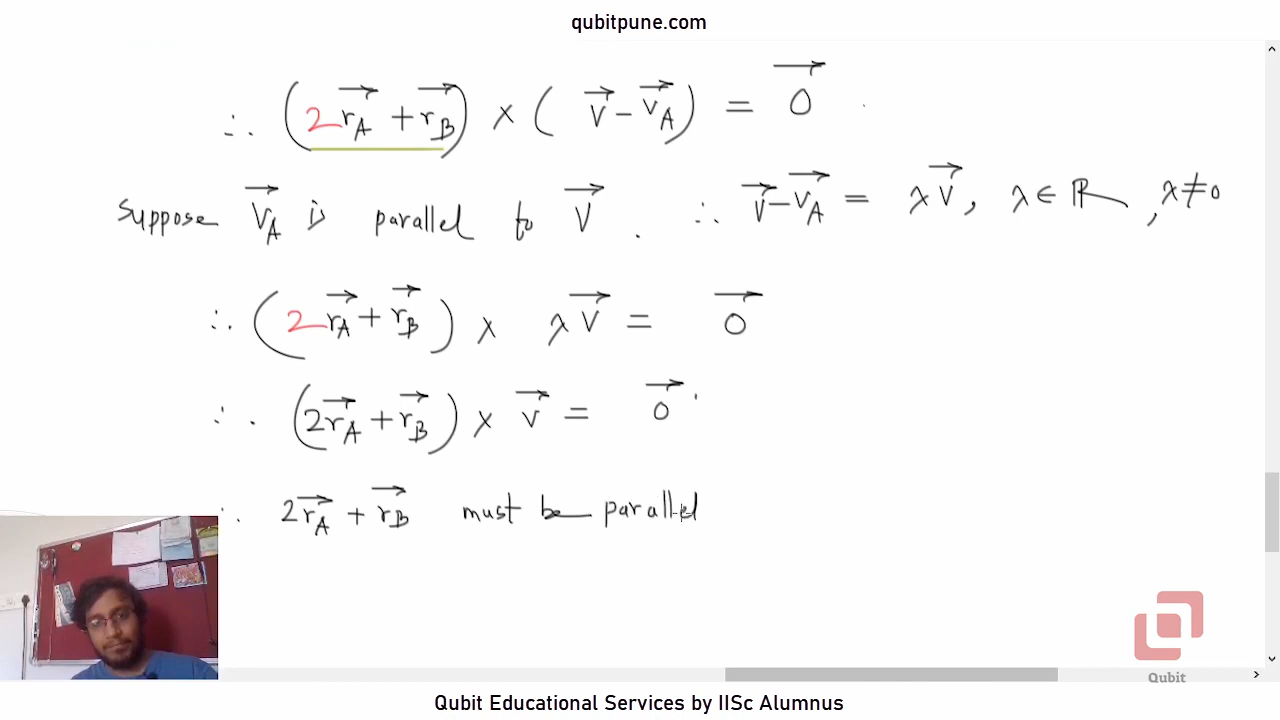 qubitpune.com
∴ (2r⃗_A + r⃗_B) × (v⃗ − v⃗_A) = 0⃗
Suppose v⃗_A is parallel to v⃗. ∴ v⃗ − v⃗_A = λv⃗, λ ∈ R, λ≠0
∴ (2r⃗_A + r⃗_B) × λv⃗ = 0⃗
∴ (2r⃗_A + r⃗_B) × v⃗ = 0⃗
∴ 2r⃗_A + r⃗_B must be parallel
Qubit
Qubit Educational Services by IISc Alumnus